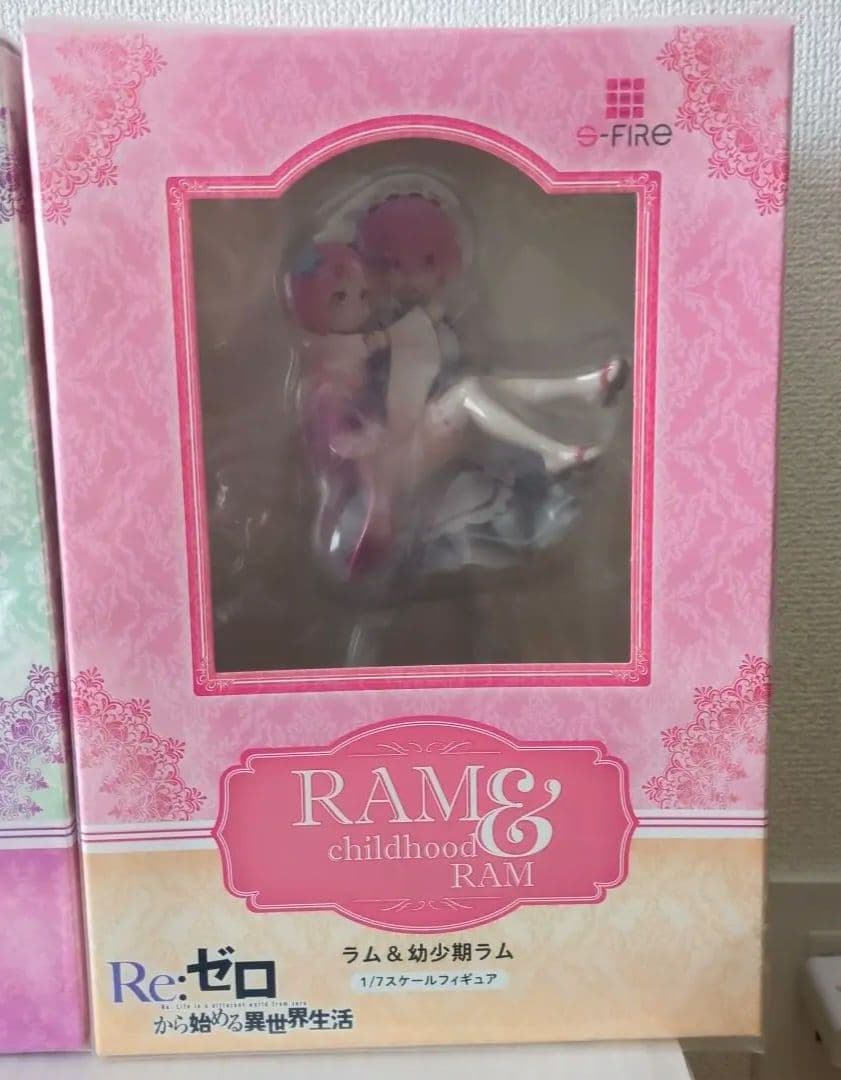 S-FIRe
RAM &
childhood
RAM
ラム&幼少期ラム
1/7スケールフィギュア
Re:ゼロ
Re: Life in a different world from zero
から始める異世界生活